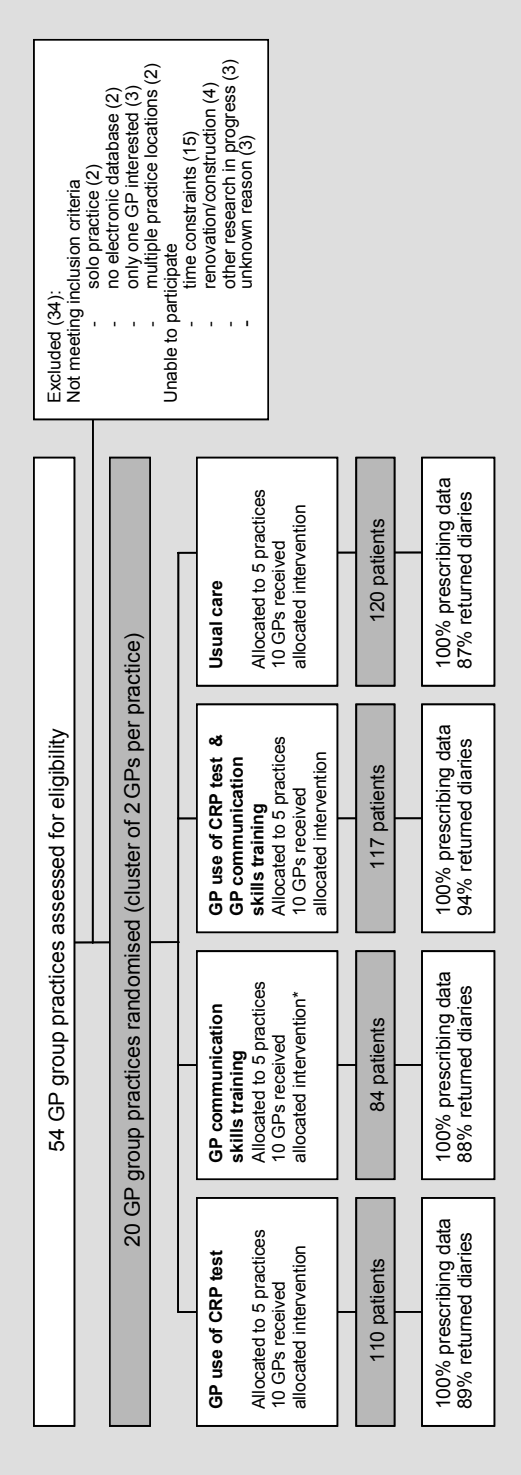 54 GP group practices assessed for eligibility
Excluded (34):
Not meeting inclusion criteria
- solo practice (2)
- no electronic database (2)
- only one GP interested (3)
- multiple practice locations (2)
Unable to participate
- time constraints (15)
- renovation/construction (4)
- other research in progress (3)
- unknown reason (3)
20 GP group practices randomised (cluster of 2 GPs per practice)
GP use of CRP test
Allocated to 5 practices
10 GPs received
allocated intervention
GP communication
skills training
Allocated to 5 practices
10 GPs received
allocated intervention*
GP use of CRP test &
GP communication
skills training
Allocated to 5 practices
10 GPs received
allocated intervention
Usual care
Allocated to 5 practices
10 GPs received
allocated intervention
110 patients
84 patients
117 patients
120 patients
100% prescribing data
89% returned diaries
100% prescribing data
88% returned diaries
100% prescribing data
94% returned diaries
100% prescribing data
87% returned diaries